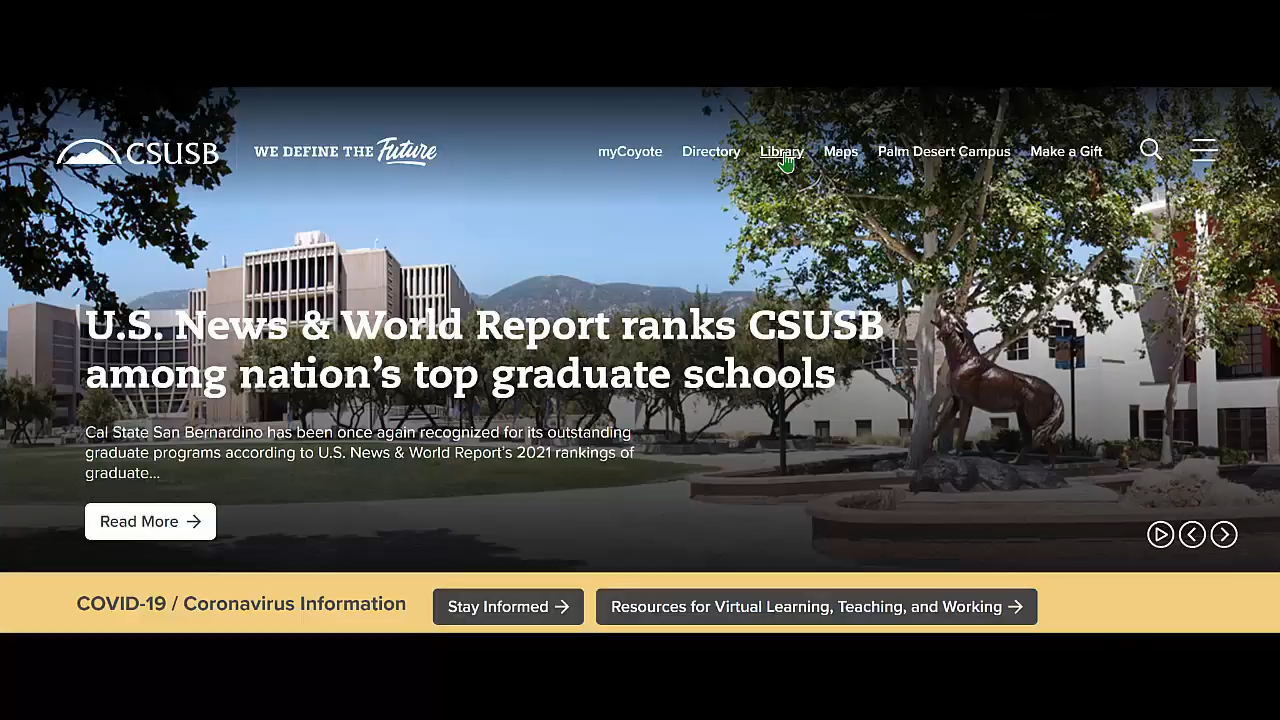 CSUSB
WE DEFINE THE Future
myCoyote Directory Library Maps Palm Desert Campus Make a Gift
U.S. News & World Report ranks CSUSB
among nation's top graduate schools
Cal State San Bernardino has been once again recognized for its outstanding
graduate programs according to U.S. News & World Report's 2021 rankings of
graduate...
Read More →
COVID-19 / Coronavirus Information
Stay Informed →
Resources for Virtual Learning, Teaching, and Working →